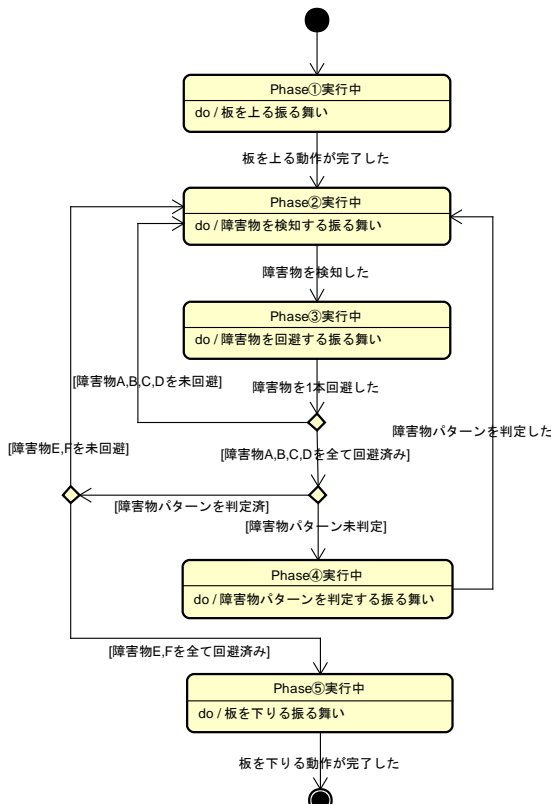 Phase①実行中
do / 板を上る振る舞い
板を上る動作が完了した
Phase②実行中
do / 障害物を検知する振る舞い
障害物を検知した
Phase③実行中
do / 障害物を回避する振る舞い
[障害物A,B,C,Dを未回避]
障害物を1本回避した
障害物パターンを判定した
[障害物E,Fを未回避]
[障害物A,B,C,Dを全て回避済み]
[障害物パターンを判定済]
[障害物パターン未判定]
Phase④実行中
do / 障害物パターンを判定する振る舞い
[障害物E,Fを全て回避済み]
Phase⑤実行中
do / 板を下りる振る舞い
板を下りる動作が完了した